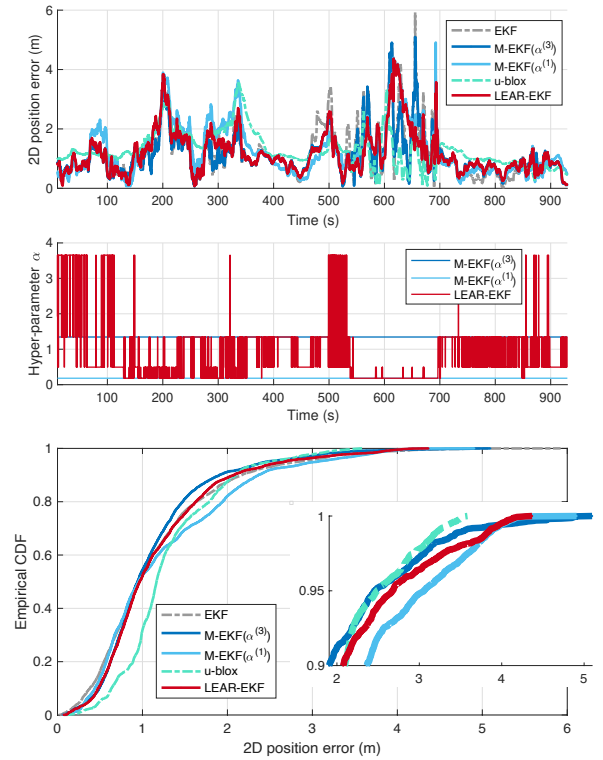 2D position error (m)
6
4
2
0
EKF
M-EKF(α⁽³⁾)
M-EKF(α⁽¹⁾)
u-blox
LEAR-EKF
100 200 300 400 500 600 700 800 900
Time (s)
Hyper-parameter α
4
3
2
1
0
M-EKF(α⁽³⁾)
M-EKF(α⁽¹⁾)
LEAR-EKF
100 200 300 400 500 600 700 800 900
Time (s)
Empirical CDF
1
0.8
0.6
0.4
0.2
0
EKF
M-EKF(α⁽³⁾)
M-EKF(α⁽¹⁾)
u-blox
LEAR-EKF
1
0.95
0.9
2 3 4 5
0 1 2 3 4 5 6
2D position error (m)